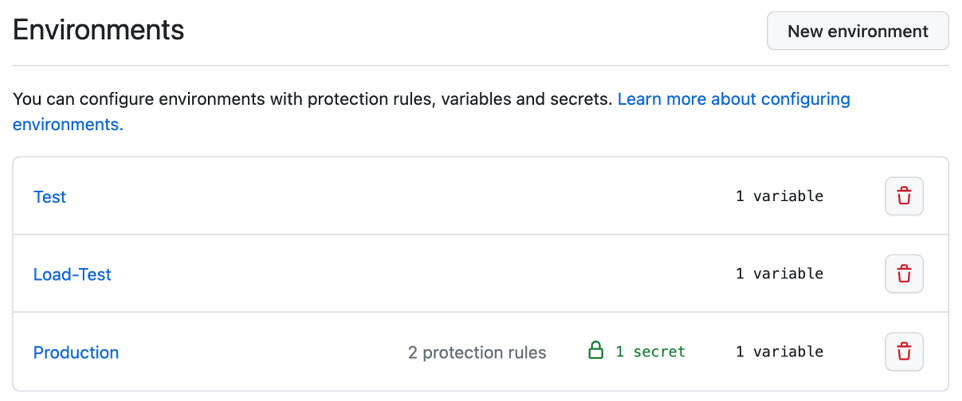 Environments
New environment
You can configure environments with protection rules, variables and secrets. Learn more about configuring
environments.
Test 1 variable
Load-Test 1 variable
Production 2 protection rules 1 secret 1 variable